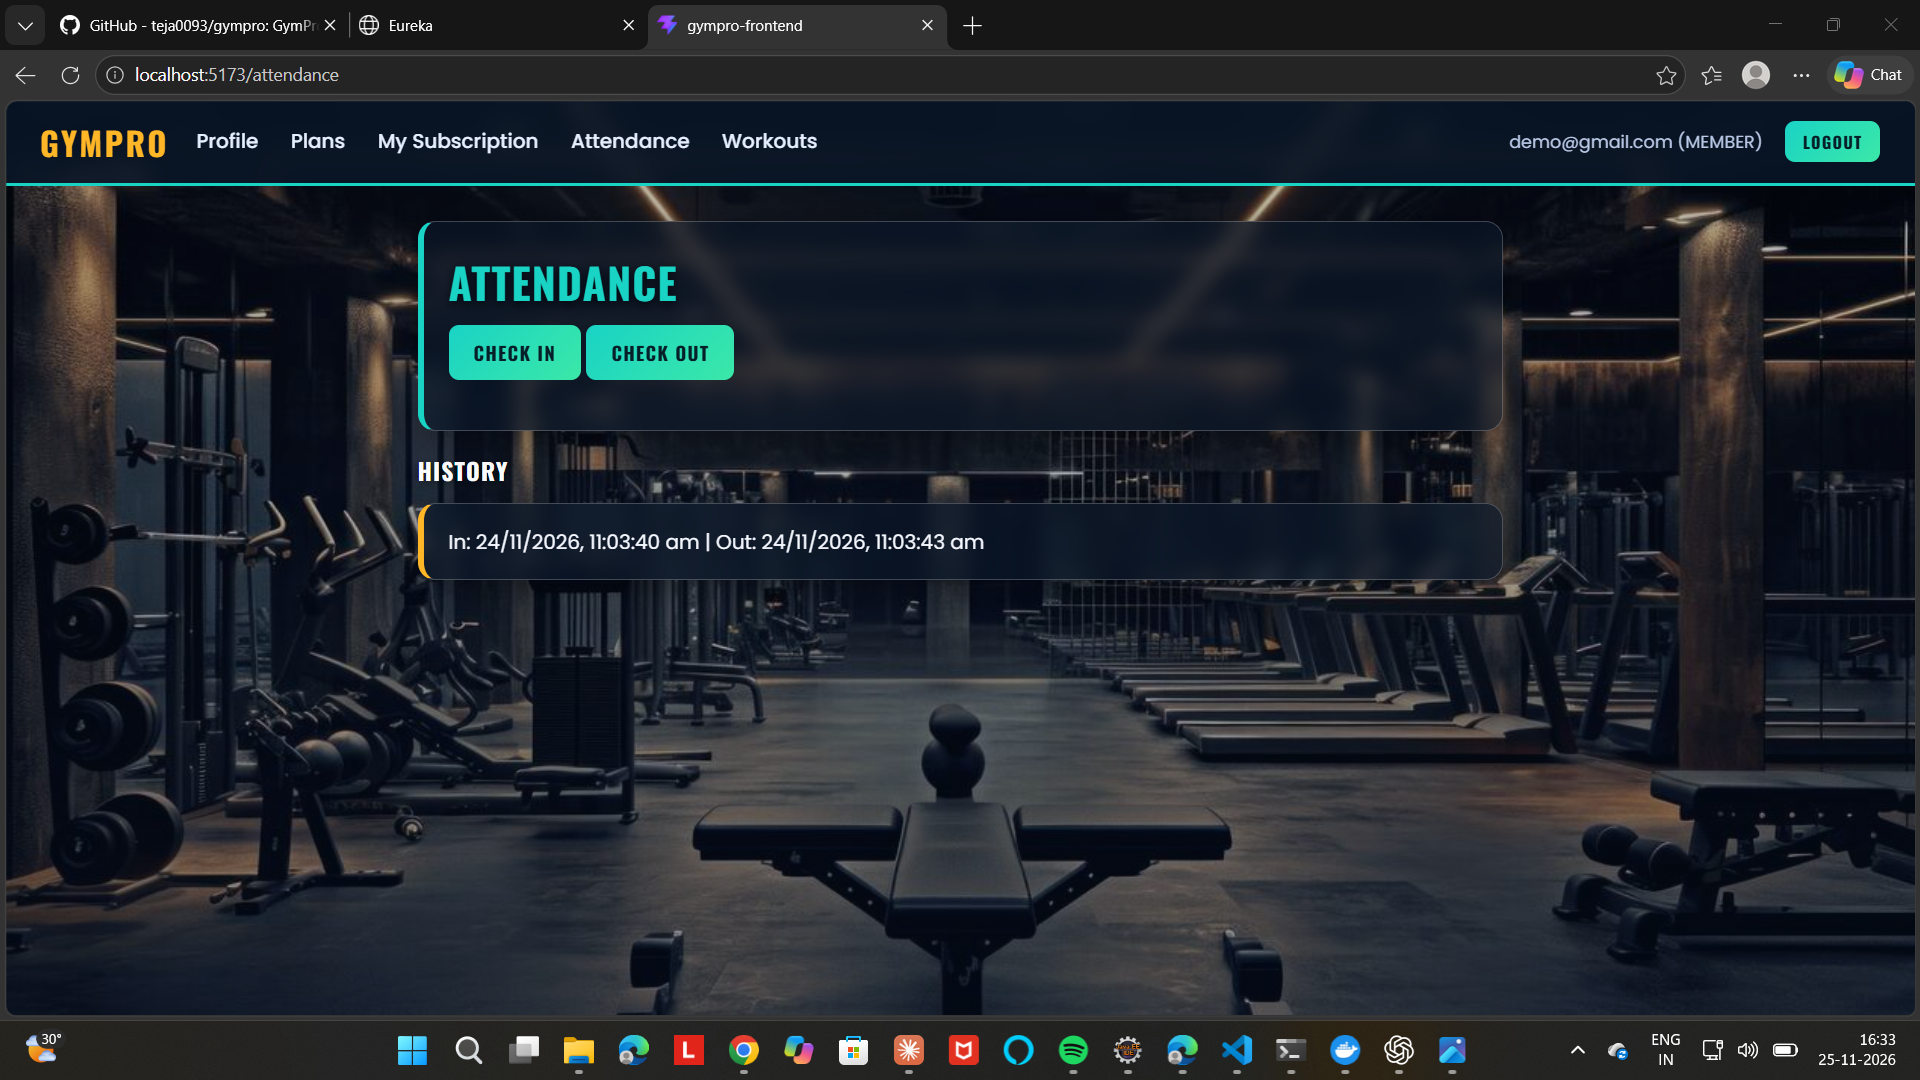 GitHub - teja0093/gympro: GymPr
Eureka
gympro-frontend
localhost:5173/attendance
Chat
GYMPRO
Profile
Plans
My Subscription
Attendance
Workouts
demo@gmail.com (MEMBER)
LOGOUT
ATTENDANCE
CHECK IN
CHECK OUT
HISTORY
In: 24/11/2026, 11:03:40 am | Out: 24/11/2026, 11:03:43 am
30°
L
ENG
IN
16:33
25-11-2026